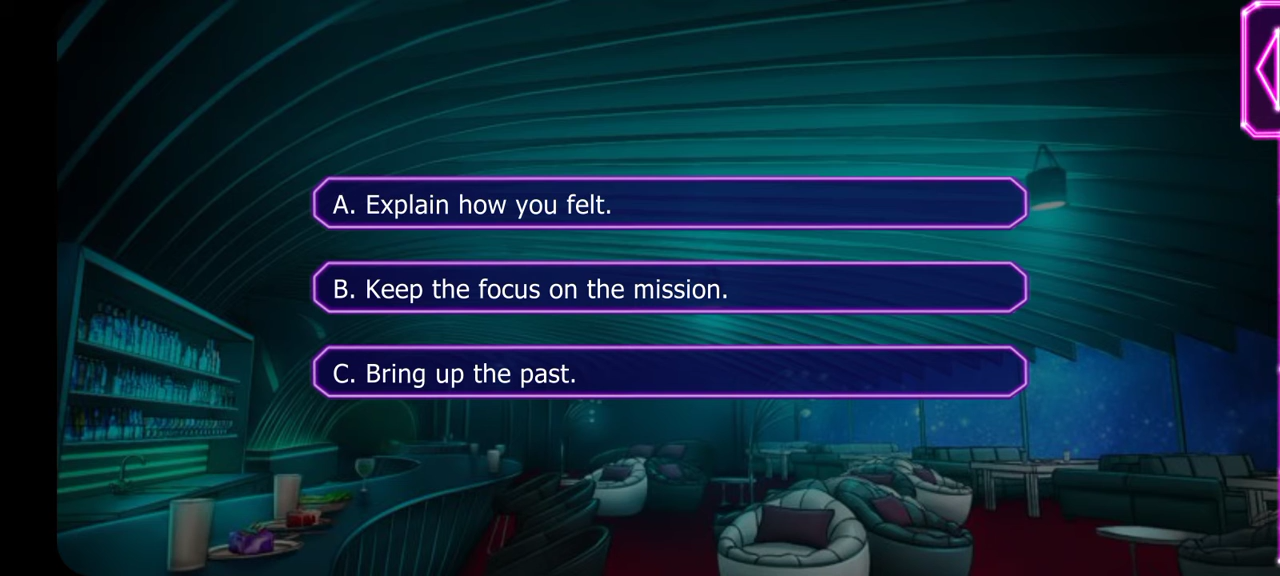 A. Explain how you felt.
B. Keep the focus on the mission.
C. Bring up the past.